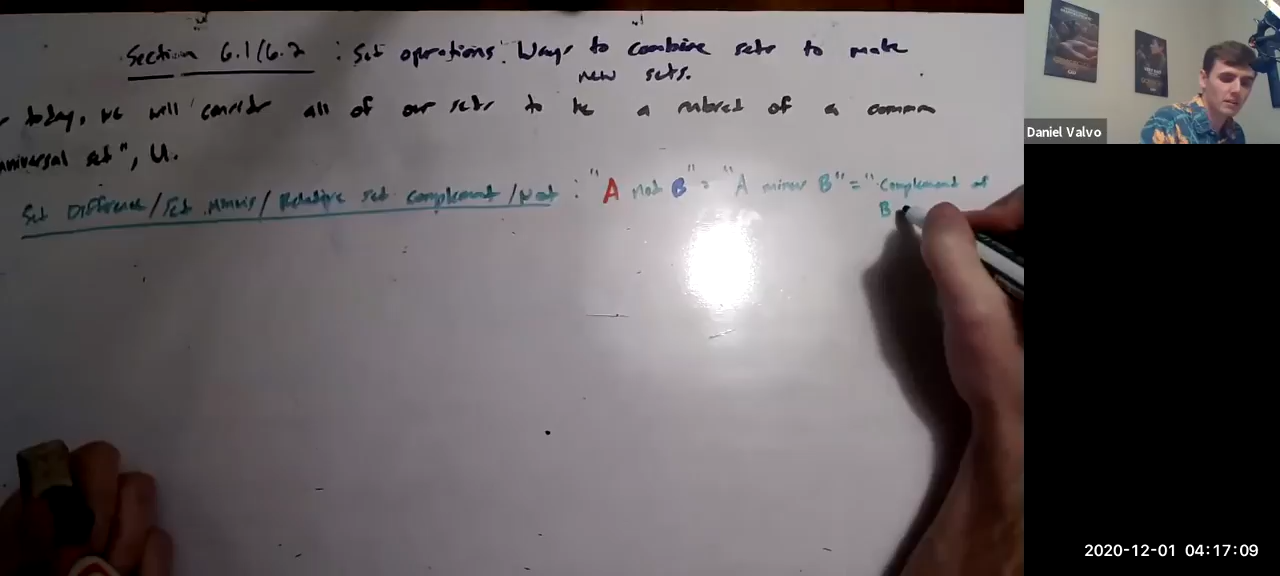 Section 6.1/6.2 : Set operations: Ways to combine sets to make
new sets.
today, we will consider all of our sets to be a subset of a common
universal set", U.
Set Difference/Set Minus/Relative set complement/Not : "A not B" = "A minus B" = "Complement of
B
Daniel Valvo
2020-12-01 04:17:09